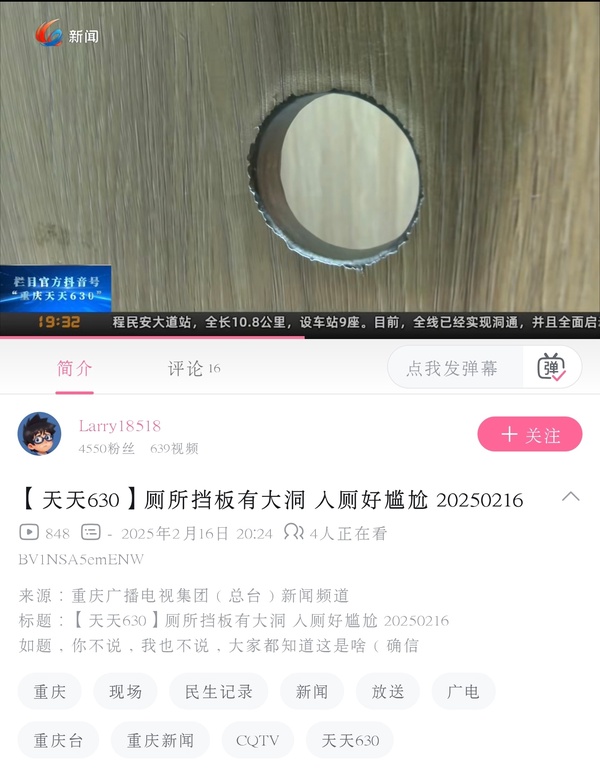 新闻
栏目官方抖音号
“重庆天天630”
19:32
程民安大道站，全长10.8公里，设车站9座。目前，全线已经实现洞通，并且全面启
简介
评论 16
点我发弹幕
弹
Larry18518
4550粉丝 639视频
+ 关注
【天天630】厕所挡板有大洞 入厕好尴尬 20250216
848 - 2025年2月16日 20:24 4人正在看
BV1NSA5emENW
来源：重庆广播电视集团（总台）新闻频道
标题：【天天630】厕所挡板有大洞 入厕好尴尬 20250216
如题，你不说，我也不说，大家都知道这是啥（确信
重庆 现场 民生记录 新闻 放送 广电
重庆台 重庆新闻 CQTV 天天630